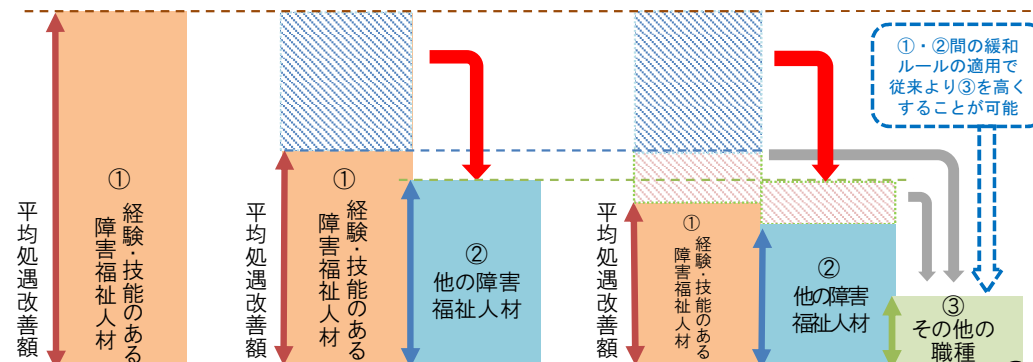 平均処遇改善額
①
経験・技能のある
障害福祉人材
平均処遇改善額
①
経験・技能のある
障害福祉人材
②
他の障害
福祉人材
平均処遇改善額
①
経験・技能のある
障害福祉人材
②
他の障害
福祉人材
①・②間の緩和
ルールの適用で
従来より③を高く
することが可能
③
その他の
職種